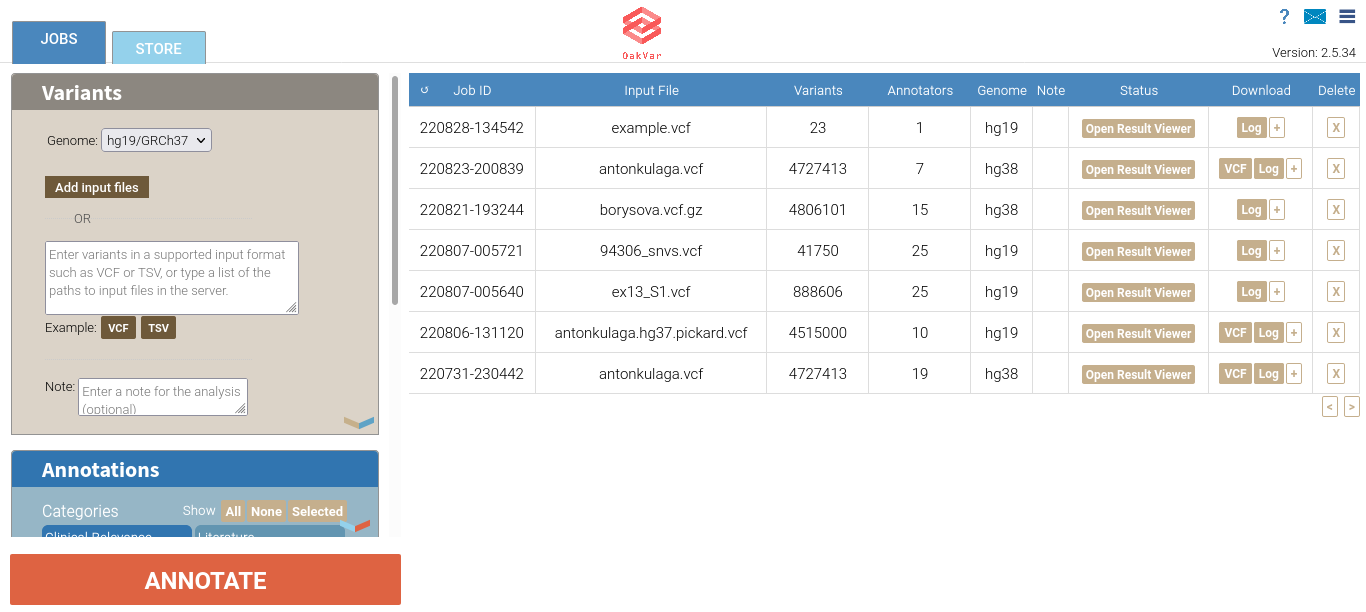 JOBS
STORE
OakVar
?
Version: 2.5.34
Variants
Genome: hg19/GRCh37
Add input files
OR
Enter variants in a supported input format
such as VCF or TSV, or type a list of the
paths to input files in the server.
Example: VCF TSV
Note: Enter a note for the analysis
(optional)
Annotations
Categories Show All None Selected
Clinical Relevance Literature
ANNOTATE
↺ Job ID Input File Variants Annotators Genome Note Status Download Delete
220828-134542 example.vcf 23 1 hg19 Open Result Viewer Log + X
220823-200839 antonkulaga.vcf 4727413 7 hg38 Open Result Viewer VCF Log + X
220821-193244 borysova.vcf.gz 4806101 15 hg38 Open Result Viewer Log + X
220807-005721 94306_snvs.vcf 41750 25 hg19 Open Result Viewer Log + X
220807-005640 ex13_S1.vcf 888606 25 hg19 Open Result Viewer Log + X
220806-131120 antonkulaga.hg37.pickard.vcf 4515000 10 hg19 Open Result Viewer VCF Log + X
220731-230442 antonkulaga.vcf 4727413 19 hg38 Open Result Viewer VCF Log + X
< >